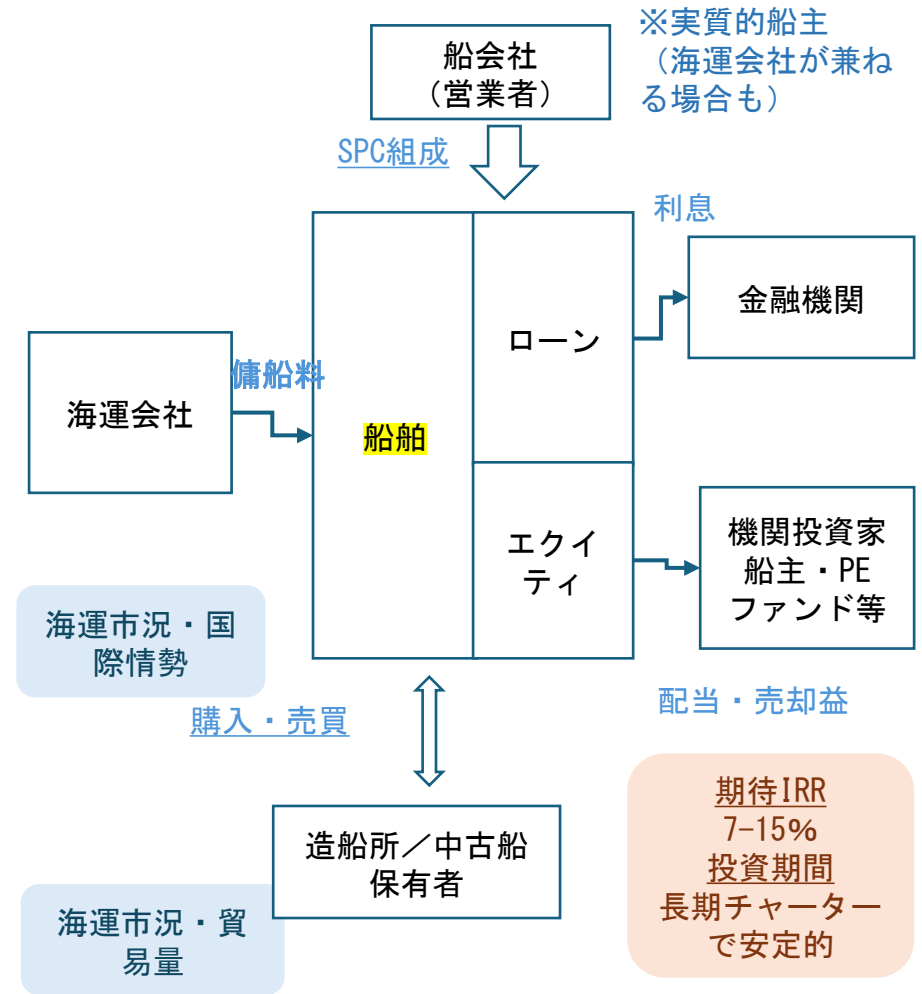 船会社
（営業者）
※実質的船主
（海運会社が兼ね
る場合も）
SPC組成
利息
金融機関
ローン
海運会社
傭船料
船舶
エクイ
ティ
機関投資家
船主・PE
ファンド等
海運市況・国
際情勢
購入・売買
配当・売却益
造船所／中古船
保有者
海運市況・貿
易量
期待IRR
7-15%
投資期間
長期チャーター
で安定的